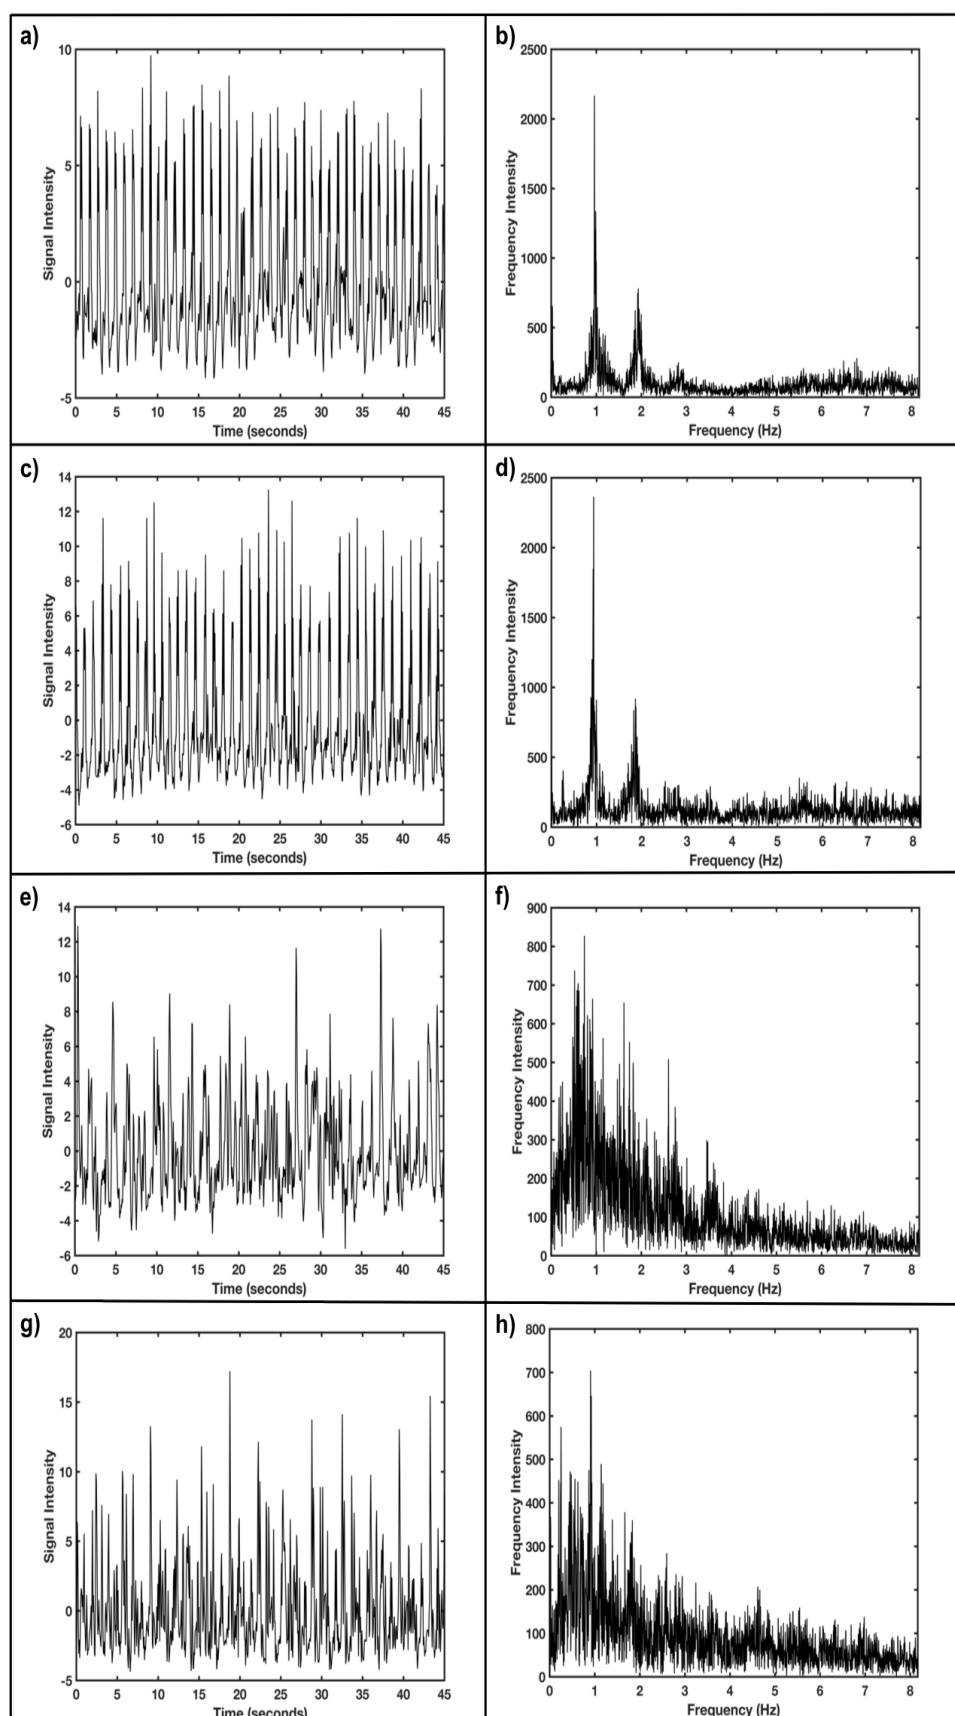 a)
10
5
0
-5
Signal Intensity
0 5 10 15 20 25 30 35 40 45
Time (seconds)
b)
2500
2000
1500
1000
500
0
Frequency Intensity
0 1 2 3 4 5 6 7 8
Frequency (Hz)
c)
14
12
10
8
6
4
2
0
-2
-4
-6
Signal Intensity
0 5 10 15 20 25 30 35 40 45
Time (seconds)
d)
2500
2000
1500
1000
500
0
Frequency Intensity
0 1 2 3 4 5 6 7 8
Frequency (Hz)
e)
14
12
10
8
6
4
2
0
-2
-4
-6
Signal Intensity
0 5 10 15 20 25 30 35 40 45
Time (seconds)
f)
900
800
700
600
500
400
300
200
100
0
Frequency Intensity
0 1 2 3 4 5 6 7 8
Frequency (Hz)
g)
20
15
10
5
0
-5
Signal Intensity
0 5 10 15 20 25 30 35 40 45
Time (seconds)
h)
800
700
600
500
400
300
200
100
0
Frequency Intensity
0 1 2 3 4 5 6 7 8
Frequency (Hz)